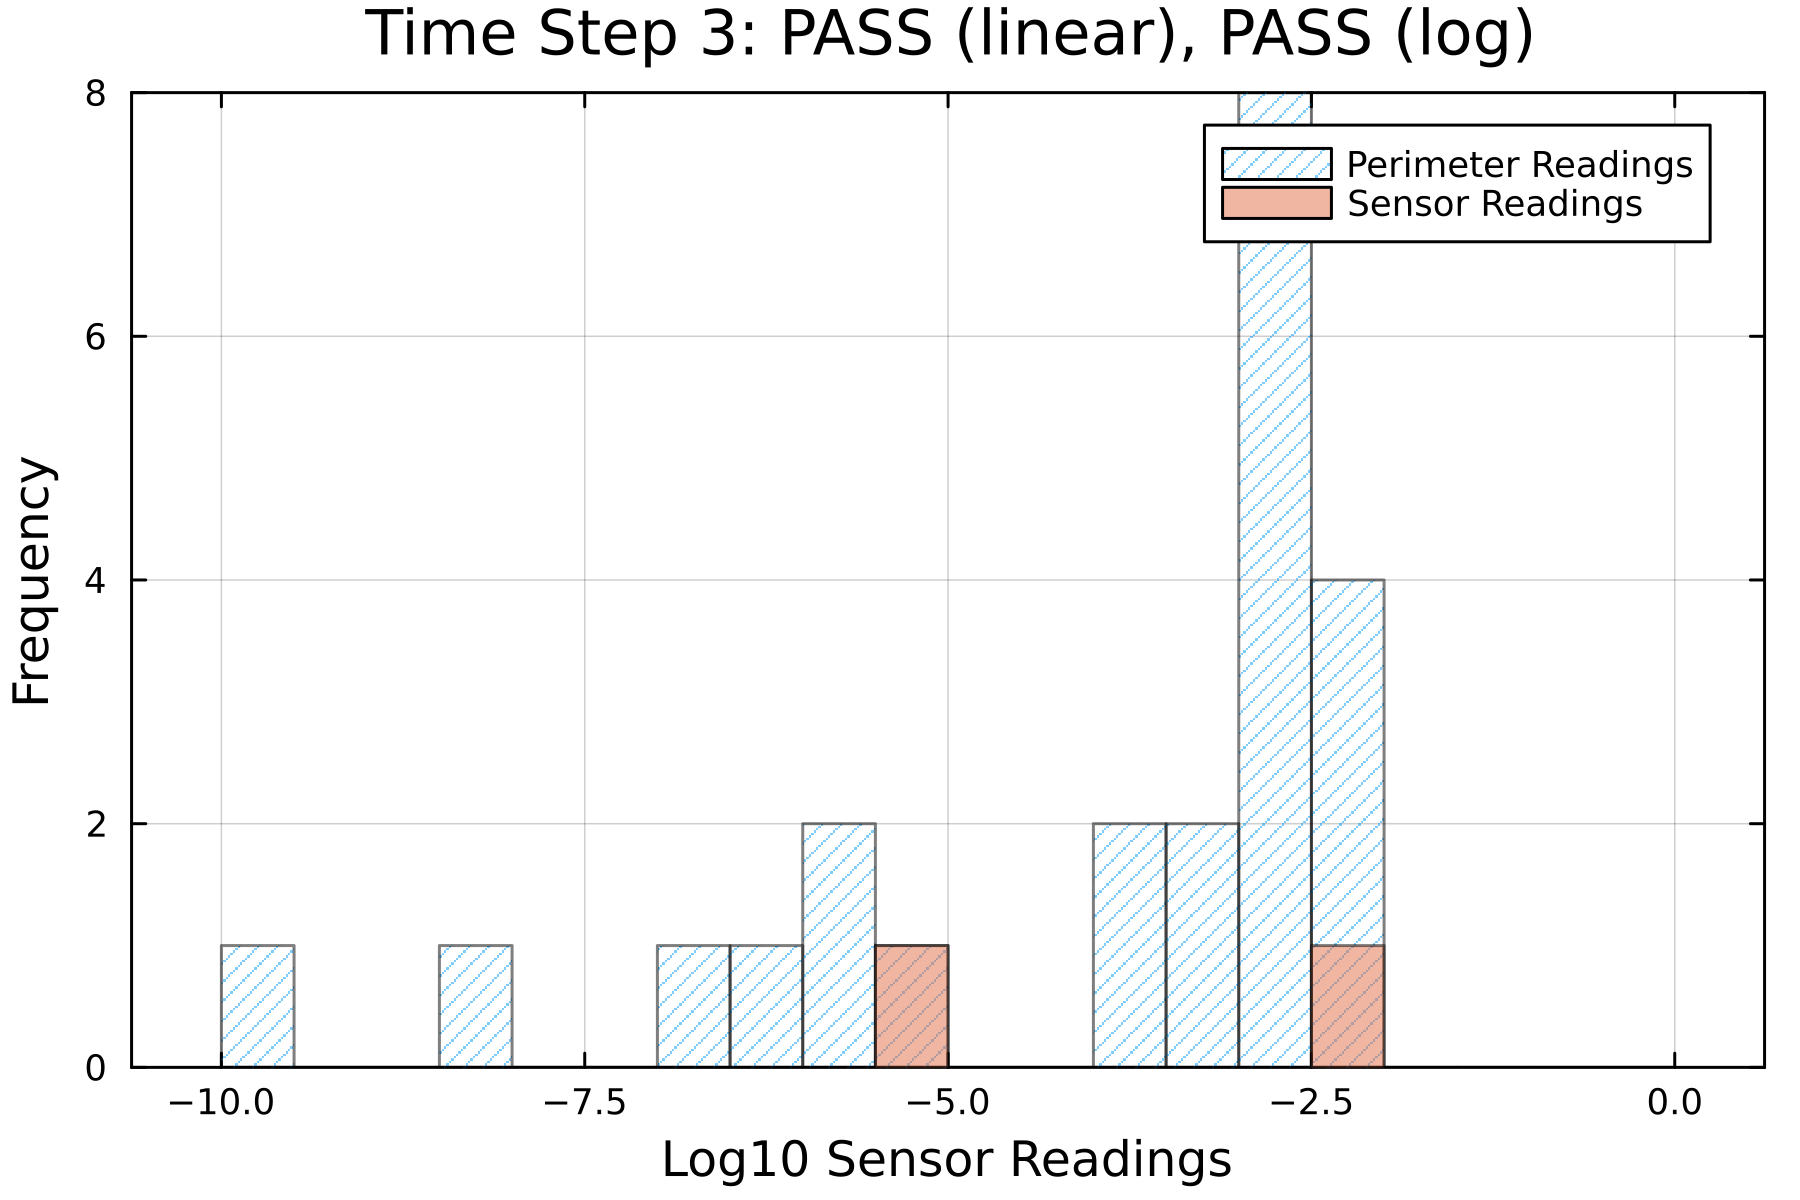 Time Step 3: PASS (linear), PASS (log)
8
6
4
2
0
Frequency
Perimeter Readings
Sensor Readings
−10.0 −7.5 −5.0 −2.5 0.0
Log10 Sensor Readings